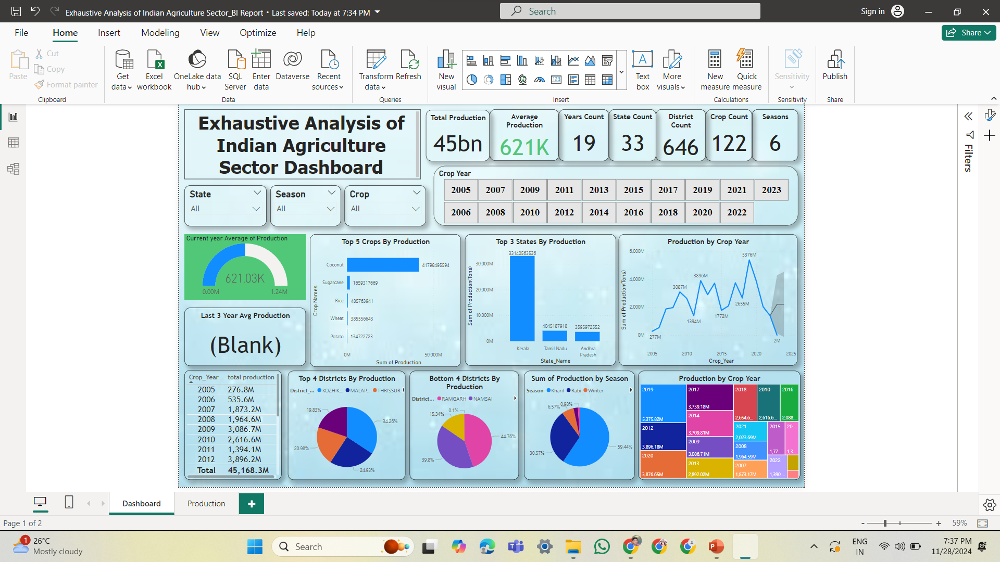 Exhaustive Analysis of Indian Agriculture Sector_BI Report • Last saved: Today at 7:34 PM
Search
Sign in
File Home Insert Modeling View Optimize Help
Share
Paste
Cut
Copy
Format painter
Clipboard
Get data
Excel workbook
OneLake data hub
SQL Server
Enter data
Dataverse
Recent sources
Data
Transform data
Refresh
Queries
New visual
Text box
More visuals
Insert
New measure
Quick measure
Calculations
Sensitivity
Sensitivity
Publish
Share
Exhaustive Analysis of
Indian Agriculture
Sector Dashboard
Total Production
45bn
Average
Production
621K
Years Count
19
State Count
33
District
Count
646
Crop Count
122
Seasons
6
Filters
State
All
Season
All
Crop
All
Crop Year
2005 2007 2009 2011 2013 2015 2017 2019 2021 2023
2006 2008 2010 2012 2014 2016 2018 2020 2022
Current year Average of Production
621.03K
0.00M 1.24M
Last 3 Year Avg Production
(Blank)
Top 5 Crops By Production
Crop Names
Coconut 41798495594
Sugarcane 1659317669
Rice 485763941
Wheat 385556643
Potato 134722723
0M 50,000M
Sum of Production
Top 3 States By Production
Sum of Production(Tons)
33140563536
30,000M
20,000M
10,000M
4045187918 3595972552
0M
Kerala Tamil Nadu Andhra
Pradesh
State_Name
Production by Crop Year
Sum of Production(Tons)
6,000M
5376M
4,000M
3896M
3087M
2655M
2,000M
1772M
1394M
0M
277M
2M
2005 2010 2015 2020 2025
Crop_Year
Crop_Year total production
2005 276.8M
2006 535.6M
2007 1,873.2M
2008 1,964.6M
2009 3,086.7M
2010 2,616.6M
2011 1,394.1M
2012 3,896.2M
Total 45,168.3M
Top 4 Districts By Production
District_... KOZHIK... MALAP... THRISSUR
19.83%
34.26%
20.98%
24.93%
Bottom 4 Districts By
Production
District... RAMGARH NAMSAI
15.34% 0.1%
44.76%
39.8%
Sum of Production by Season
Season Kharif Rabi Winter
6.57% 0.98%
30.57%
59.44%
Production by Crop Year
2019
5,375.82M
2012
3,896.18M
2020
3,876.65M
2017
3,739.18M
2014
3,709.81M
2009
3,086.71M
2013
2,892.02M
2018
2,654.6...
2010
2,616.6...
2016
2,088...
2021
2,023.69M
2008
1,964.59M
2007
1,873.17M
2015
1,77...
20...
1,3...
2022
1,390....
Dashboard Production
Page 1 of 2
- + 59%
1
26°C
Mostly cloudy
Search
ENG
IN
7:37 PM
11/28/2024